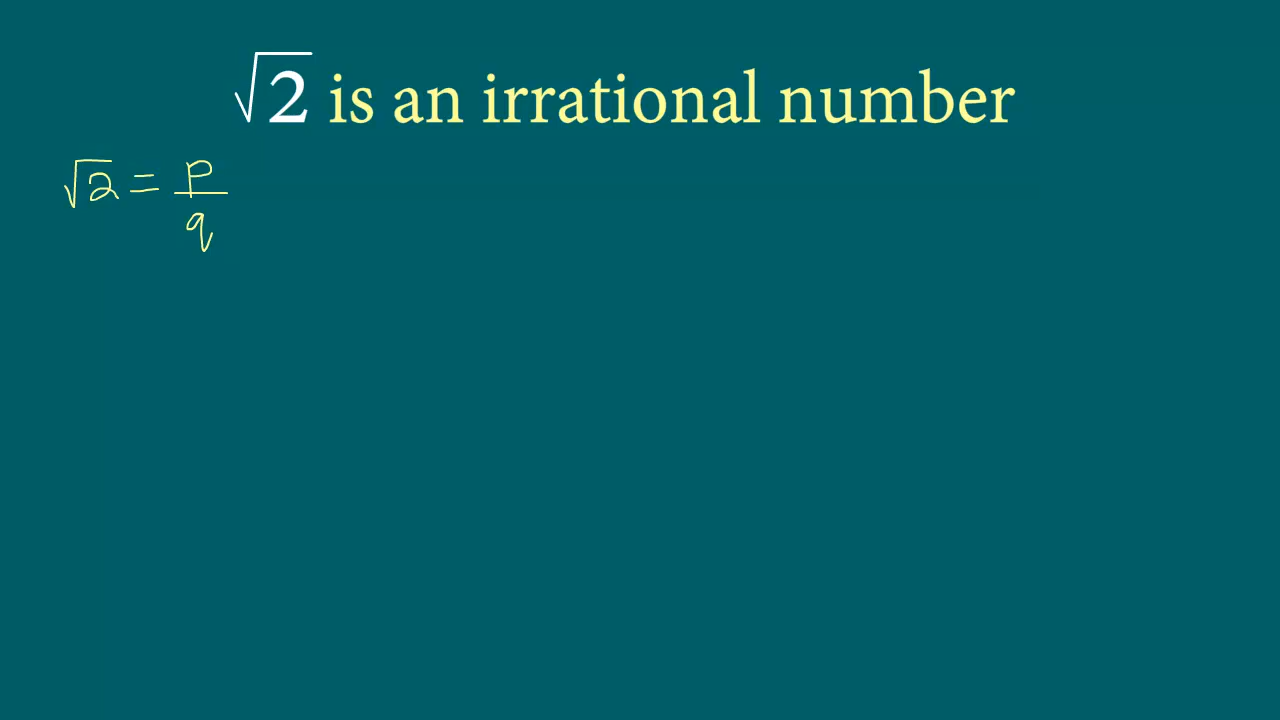 √2 is an irrational number
√2 = p/q